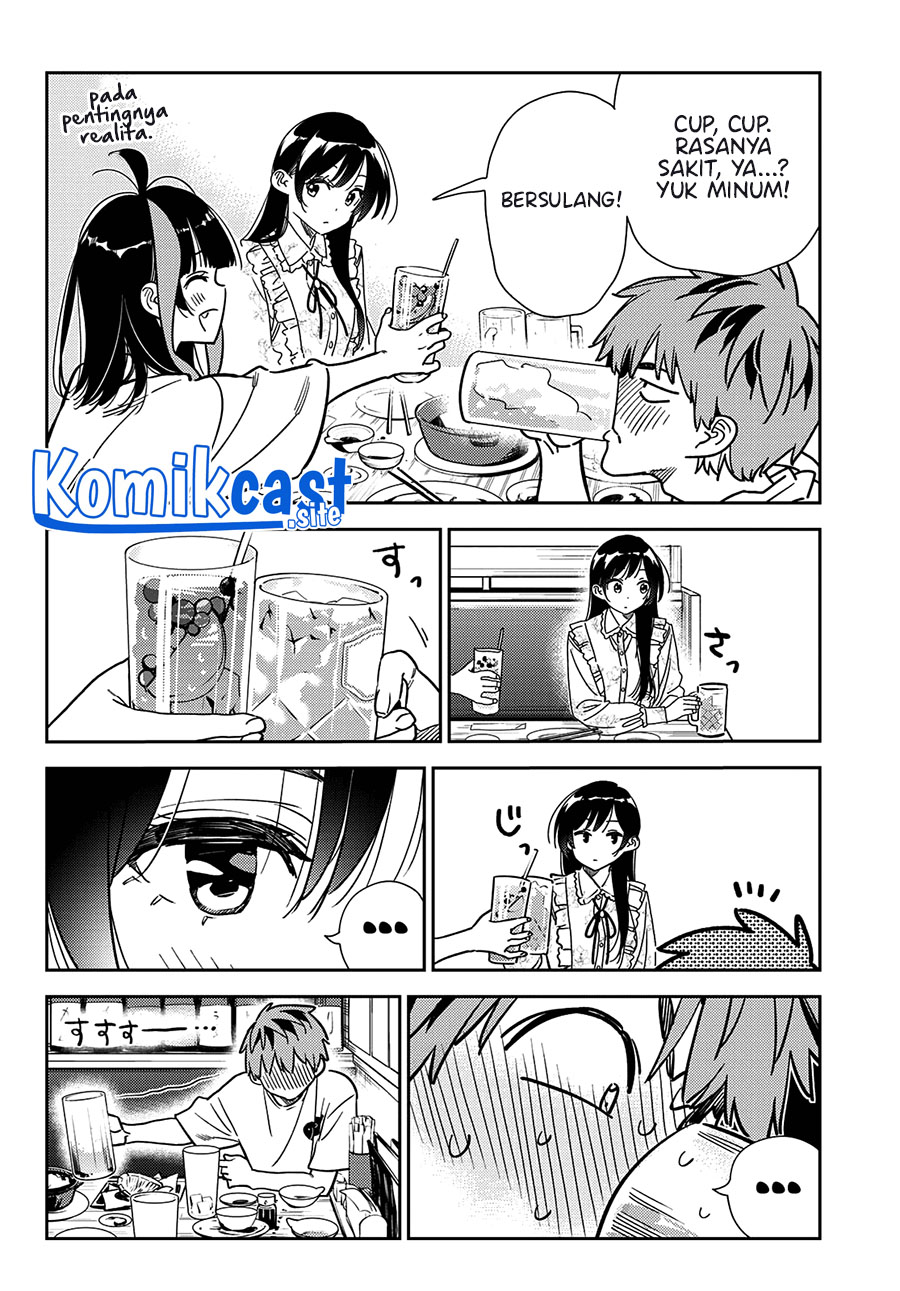 pada
pentingnya
realita.
CUP, CUP.
RASANYA
SAKIT, YA...?
YUK MINUM!
BERSULANG!
Komikcast
.site
すっ
さっ
じっ
••••
すすすー…
••••